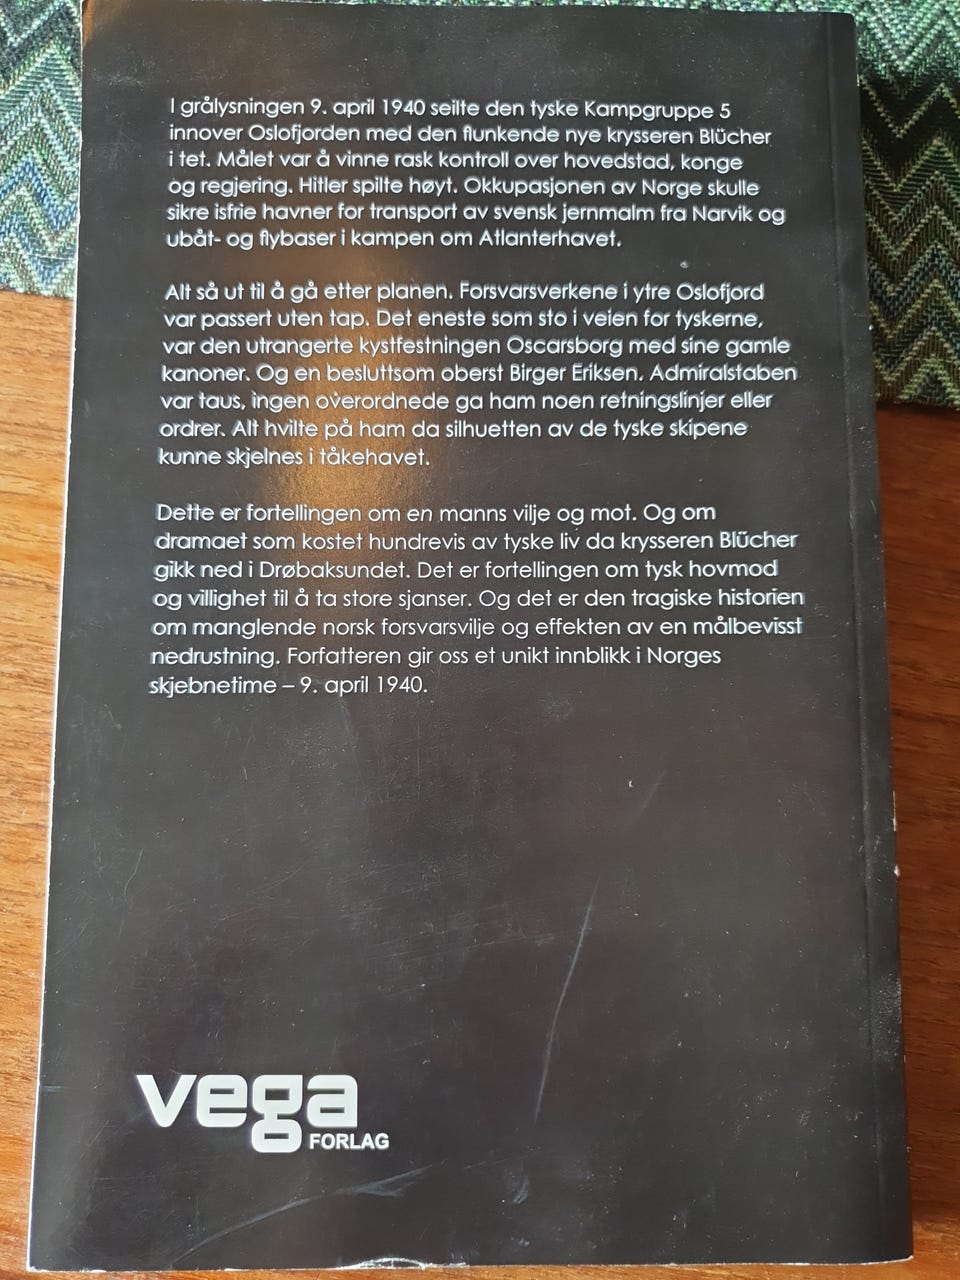 I grålysningen 9. april 1940 seilte den tyske Kampgruppe 5
innover Oslofjorden med den flunkende nye krysseren Blücher
i tet. Målet var å vinne rask kontroll over hovedstad, konge
og regjering. Hitler spilte høyt. Okkupasjonen av Norge skulle
sikre isfrie havner for transport av svensk jernmalm fra Narvik og
ubåt- og flybaser i kampen om Atlanterhavet.
Alt så ut til å gå etter planen. Forsvarsverkene i ytre Oslofjord
var passert uten tap. Det eneste som sto i veien for tyskerne,
var den utrangerte kystfestningen Oscarsborg med sine gamle
kanoner. Og en besluttsom oberst Birger Eriksen. Admiralstaben
var taus, ingen overordnede ga ham noen retningslinjer eller
ordrer. Alt hvilte på ham da silhuetten av de tyske skipene
kunne skjelnes i tåkehavet.
Dette er fortellingen om en manns vilje og mot. Og om
dramaet som kostet hundrevis av tyske liv da krysseren Blücher
gikk ned i Drøbaksundet. Det er fortellingen om tysk hovmod
og villighet til å ta store sjanser. Og det er den tragiske historien
om manglende norsk forsvarsvilje og effekten av en målbevisst
nedrustning. Forfatteren gir oss et unikt innblikk i Norges
skjebnetime – 9. april 1940.
vega
FORLAG